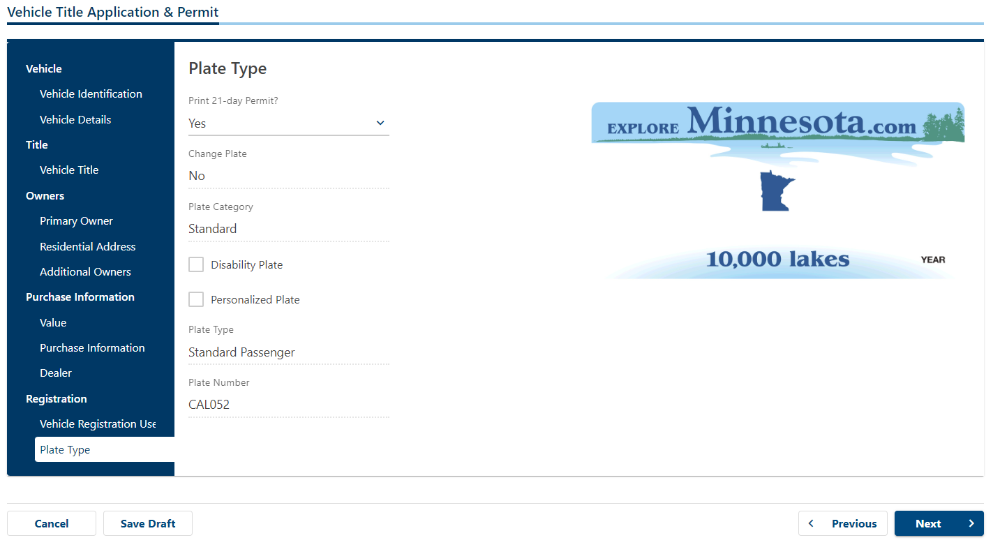 Vehicle Title Application & Permit
Vehicle
Vehicle Identification
Vehicle Details
Title
Vehicle Title
Owners
Primary Owner
Residential Address
Additional Owners
Purchase Information
Value
Purchase Information
Dealer
Registration
Vehicle Registration Use
Plate Type
Plate Type
Print 21-day Permit?
Yes
Change Plate
No
Plate Category
Standard
Disability Plate
Personalized Plate
Plate Type
Standard Passenger
Plate Number
CAL052
EXPLORE Minnesota.com
10,000 lakes
YEAR
Cancel
Save Draft
Previous
Next